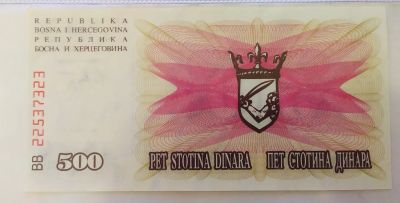 REPUBLIKA
BOSNA I HERCEGOVINA
РЕПУБЛИКА
БОСНА И ХЕРЦЕГОВИНА
BB 22537323
500
PET STOTINA DINARA
ПЕТ СТОТИНА ДИНАРА